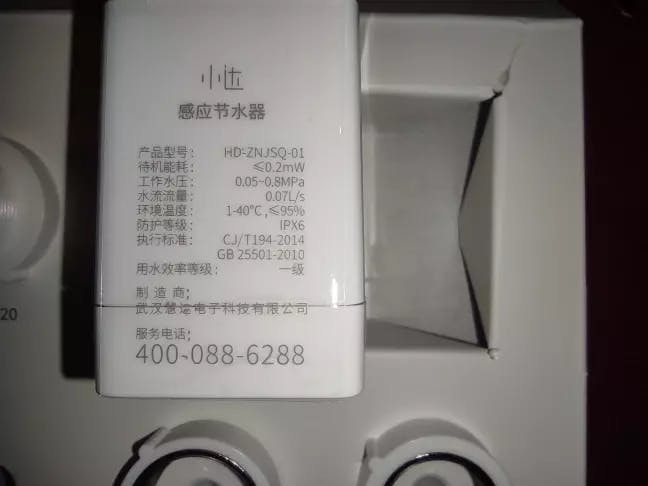 小达
感应节水器
产品型号： HD-ZNJSQ-01
待机能耗： ≤0.2mW
工作水压： 0.05~0.8MPa
水流流量： 0.07L/s
环境温度： 1-40℃,≤95%
防护等级： IPX6
执行标准： CJ/T194-2014
GB 25501-2010
用水效率等级： 一级
制 造 商；
武汉慧达电子科技有限公司
服务电话；
400-088-6288
20